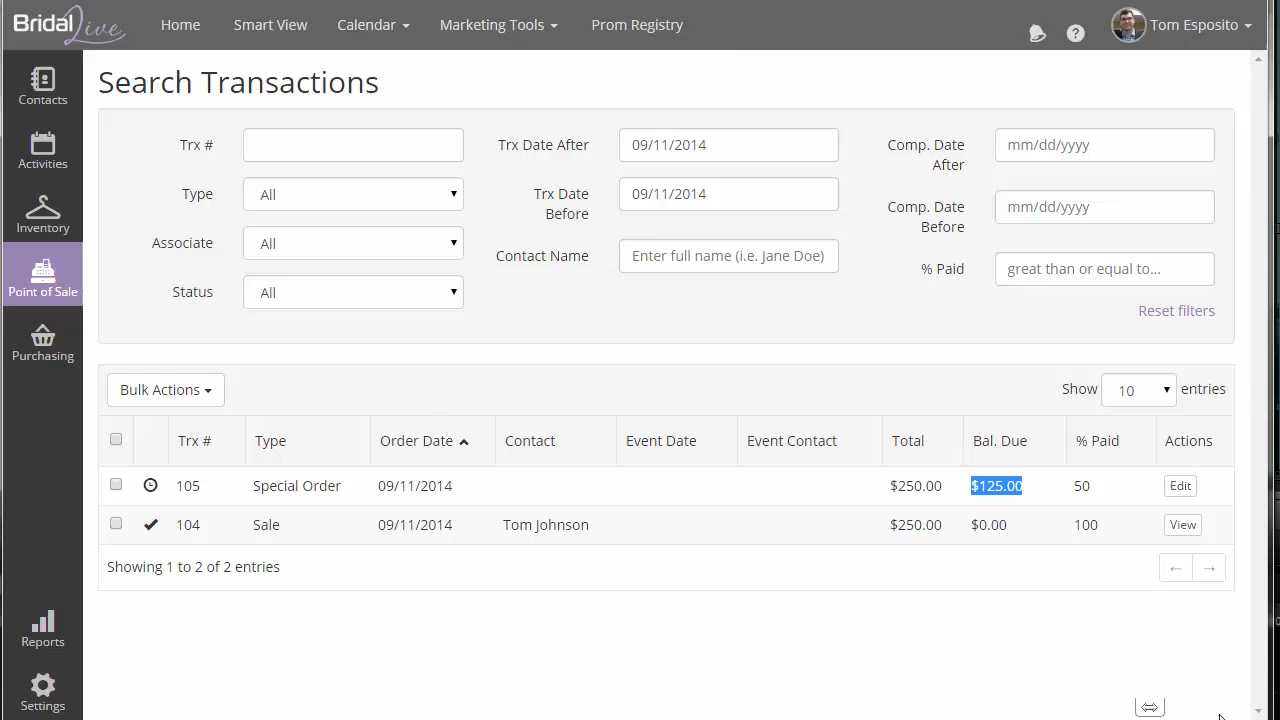 BridalLive Home Smart View Calendar Marketing Tools Prom Registry ? Tom Esposito
Contacts
Activities
Inventory
Point of Sale
Purchasing
Reports
Settings
Search Transactions
Trx #
Type All
Associate All
Status All
Trx Date After 09/11/2014
Trx Date
Before 09/11/2014
Contact Name Enter full name (i.e. Jane Doe)
Comp. Date
After mm/dd/yyyy
Comp. Date
Before mm/dd/yyyy
% Paid great than or equal to...
Reset filters
Bulk Actions Show 10 entries
Trx # Type Order Date Contact Event Date Event Contact Total Bal. Due % Paid Actions
105 Special Order 09/11/2014 $250.00 $125.00 50 Edit
104 Sale 09/11/2014 Tom Johnson $250.00 $0.00 100 View
Showing 1 to 2 of 2 entries ← →